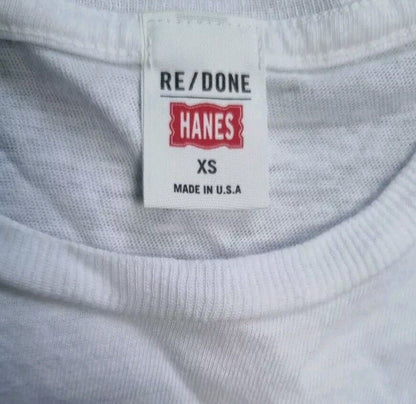 RE/DONE
HANES
XS
MADE IN U.S.A